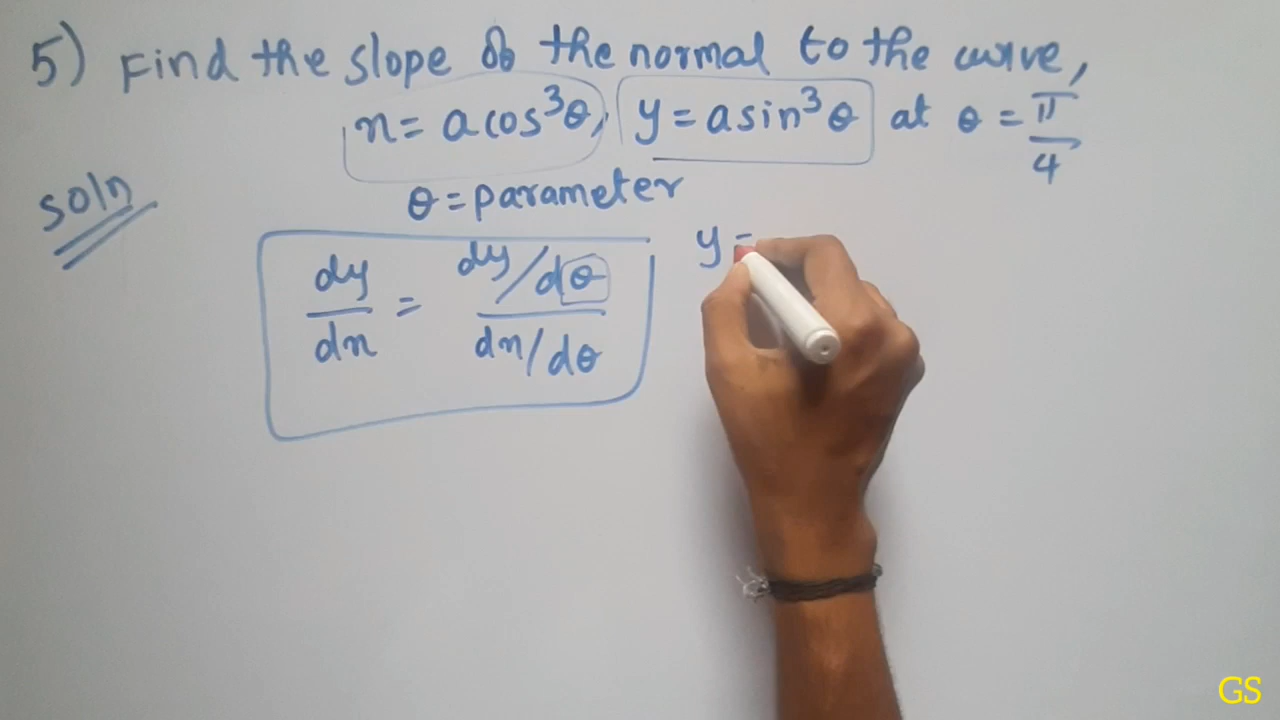 5) Find the slope of the normal to the curve,
x = a cos³θ, y = a sin³θ at θ = π/4
Soln
θ = parameter
dy/dx = (dy/dθ)/(dx/dθ)
y =
GS